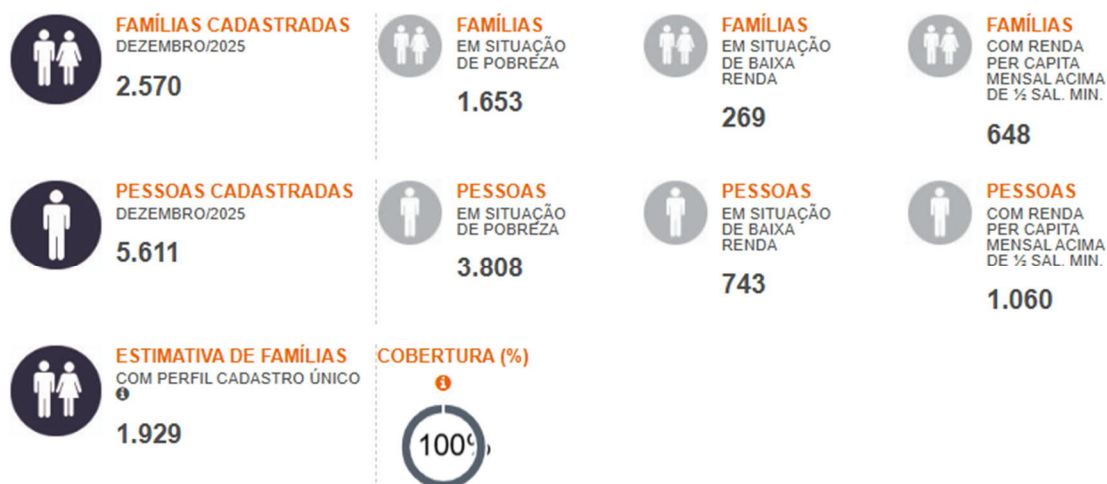 FAMÍLIAS CADASTRADAS
DEZEMBRO/2025
2.570
FAMÍLIAS
EM SITUAÇÃO
DE POBREZA
1.653
FAMÍLIAS
EM SITUAÇÃO
DE BAIXA
RENDA
269
FAMÍLIAS
COM RENDA
PER CAPITA
MENSAL ACIMA
DE ½ SAL. MIN.
648
PESSOAS CADASTRADAS
DEZEMBRO/2025
5.611
PESSOAS
EM SITUAÇÃO
DE POBREZA
3.808
PESSOAS
EM SITUAÇÃO
DE BAIXA
RENDA
743
PESSOAS
COM RENDA
PER CAPITA
MENSAL ACIMA
DE ½ SAL. MIN.
1.060
ESTIMATIVA DE FAMÍLIAS
COM PERFIL CADASTRO ÚNICO
1.929
COBERTURA (%)
100%